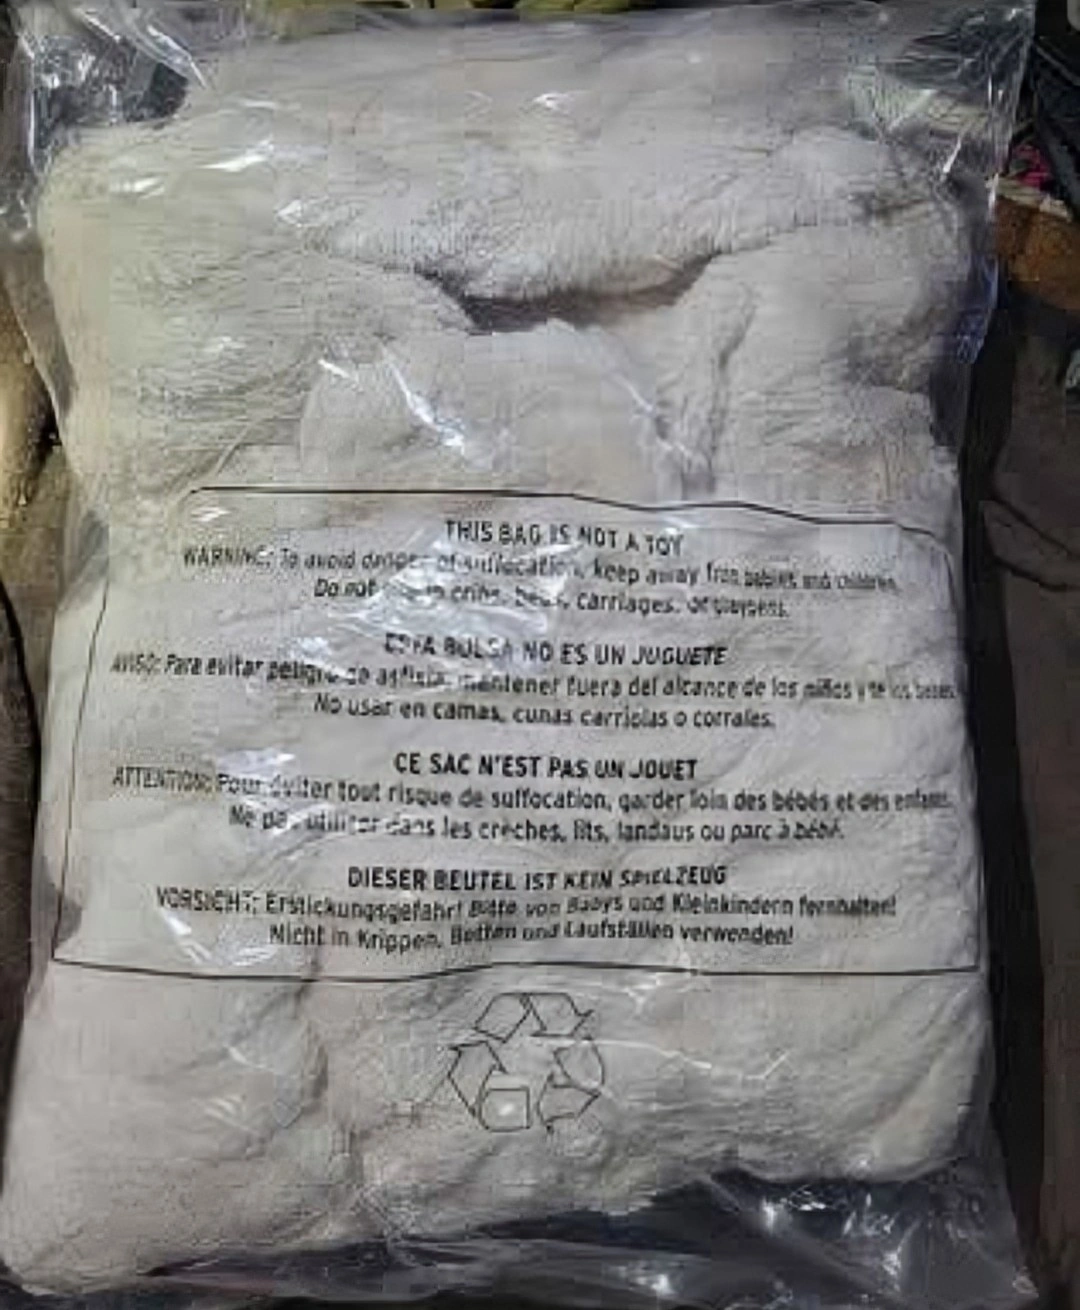 THIS BAG IS NOT A TOY
WARNING: To avoid danger of suffocation, keep away from babies and children.
Do not use in cribs, beds, carriages, or playpens.
ESTA BOLSA NO ES UN JUGUETE
AVISO: Para evitar peligro de asfixia, mantener fuera del alcance de los niños y de los bebes.
No usar en camas, cunas carriolas o corrales.
CE SAC N'EST PAS UN JOUET
ATTENTION: Pour éviter tout risque de suffocation, garder loin des bébés et des enfants.
Ne pas utiliser dans les crèches, lits, landaus ou parc à bébé.
DIESER BEUTEL IST KEIN SPIELZEUG
VORSICHT: Erstickungsgefahr! Bitte von Babys und Kleinkindern fernhalten!
Nicht in Krippen, Betten und Laufställen verwenden!